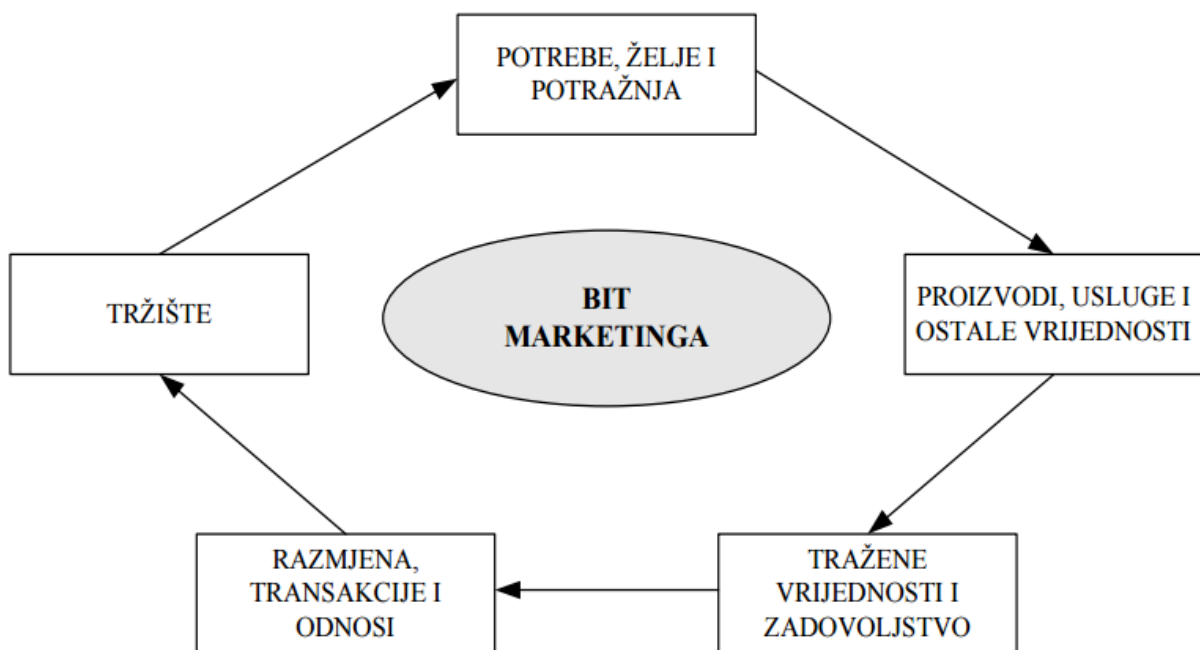 POTREBE, ŽELJE I
POTRAŽNJA
TRŽIŠTE
BIT
MARKETINGA
PROIZVODI, USLUGE I
OSTALE VRIJEDNOSTI
RAZMJENA,
TRANSAKCIJE I
ODNOSI
TRAŽENE
VRIJEDNOSTI I
ZADOVOLJSTVO